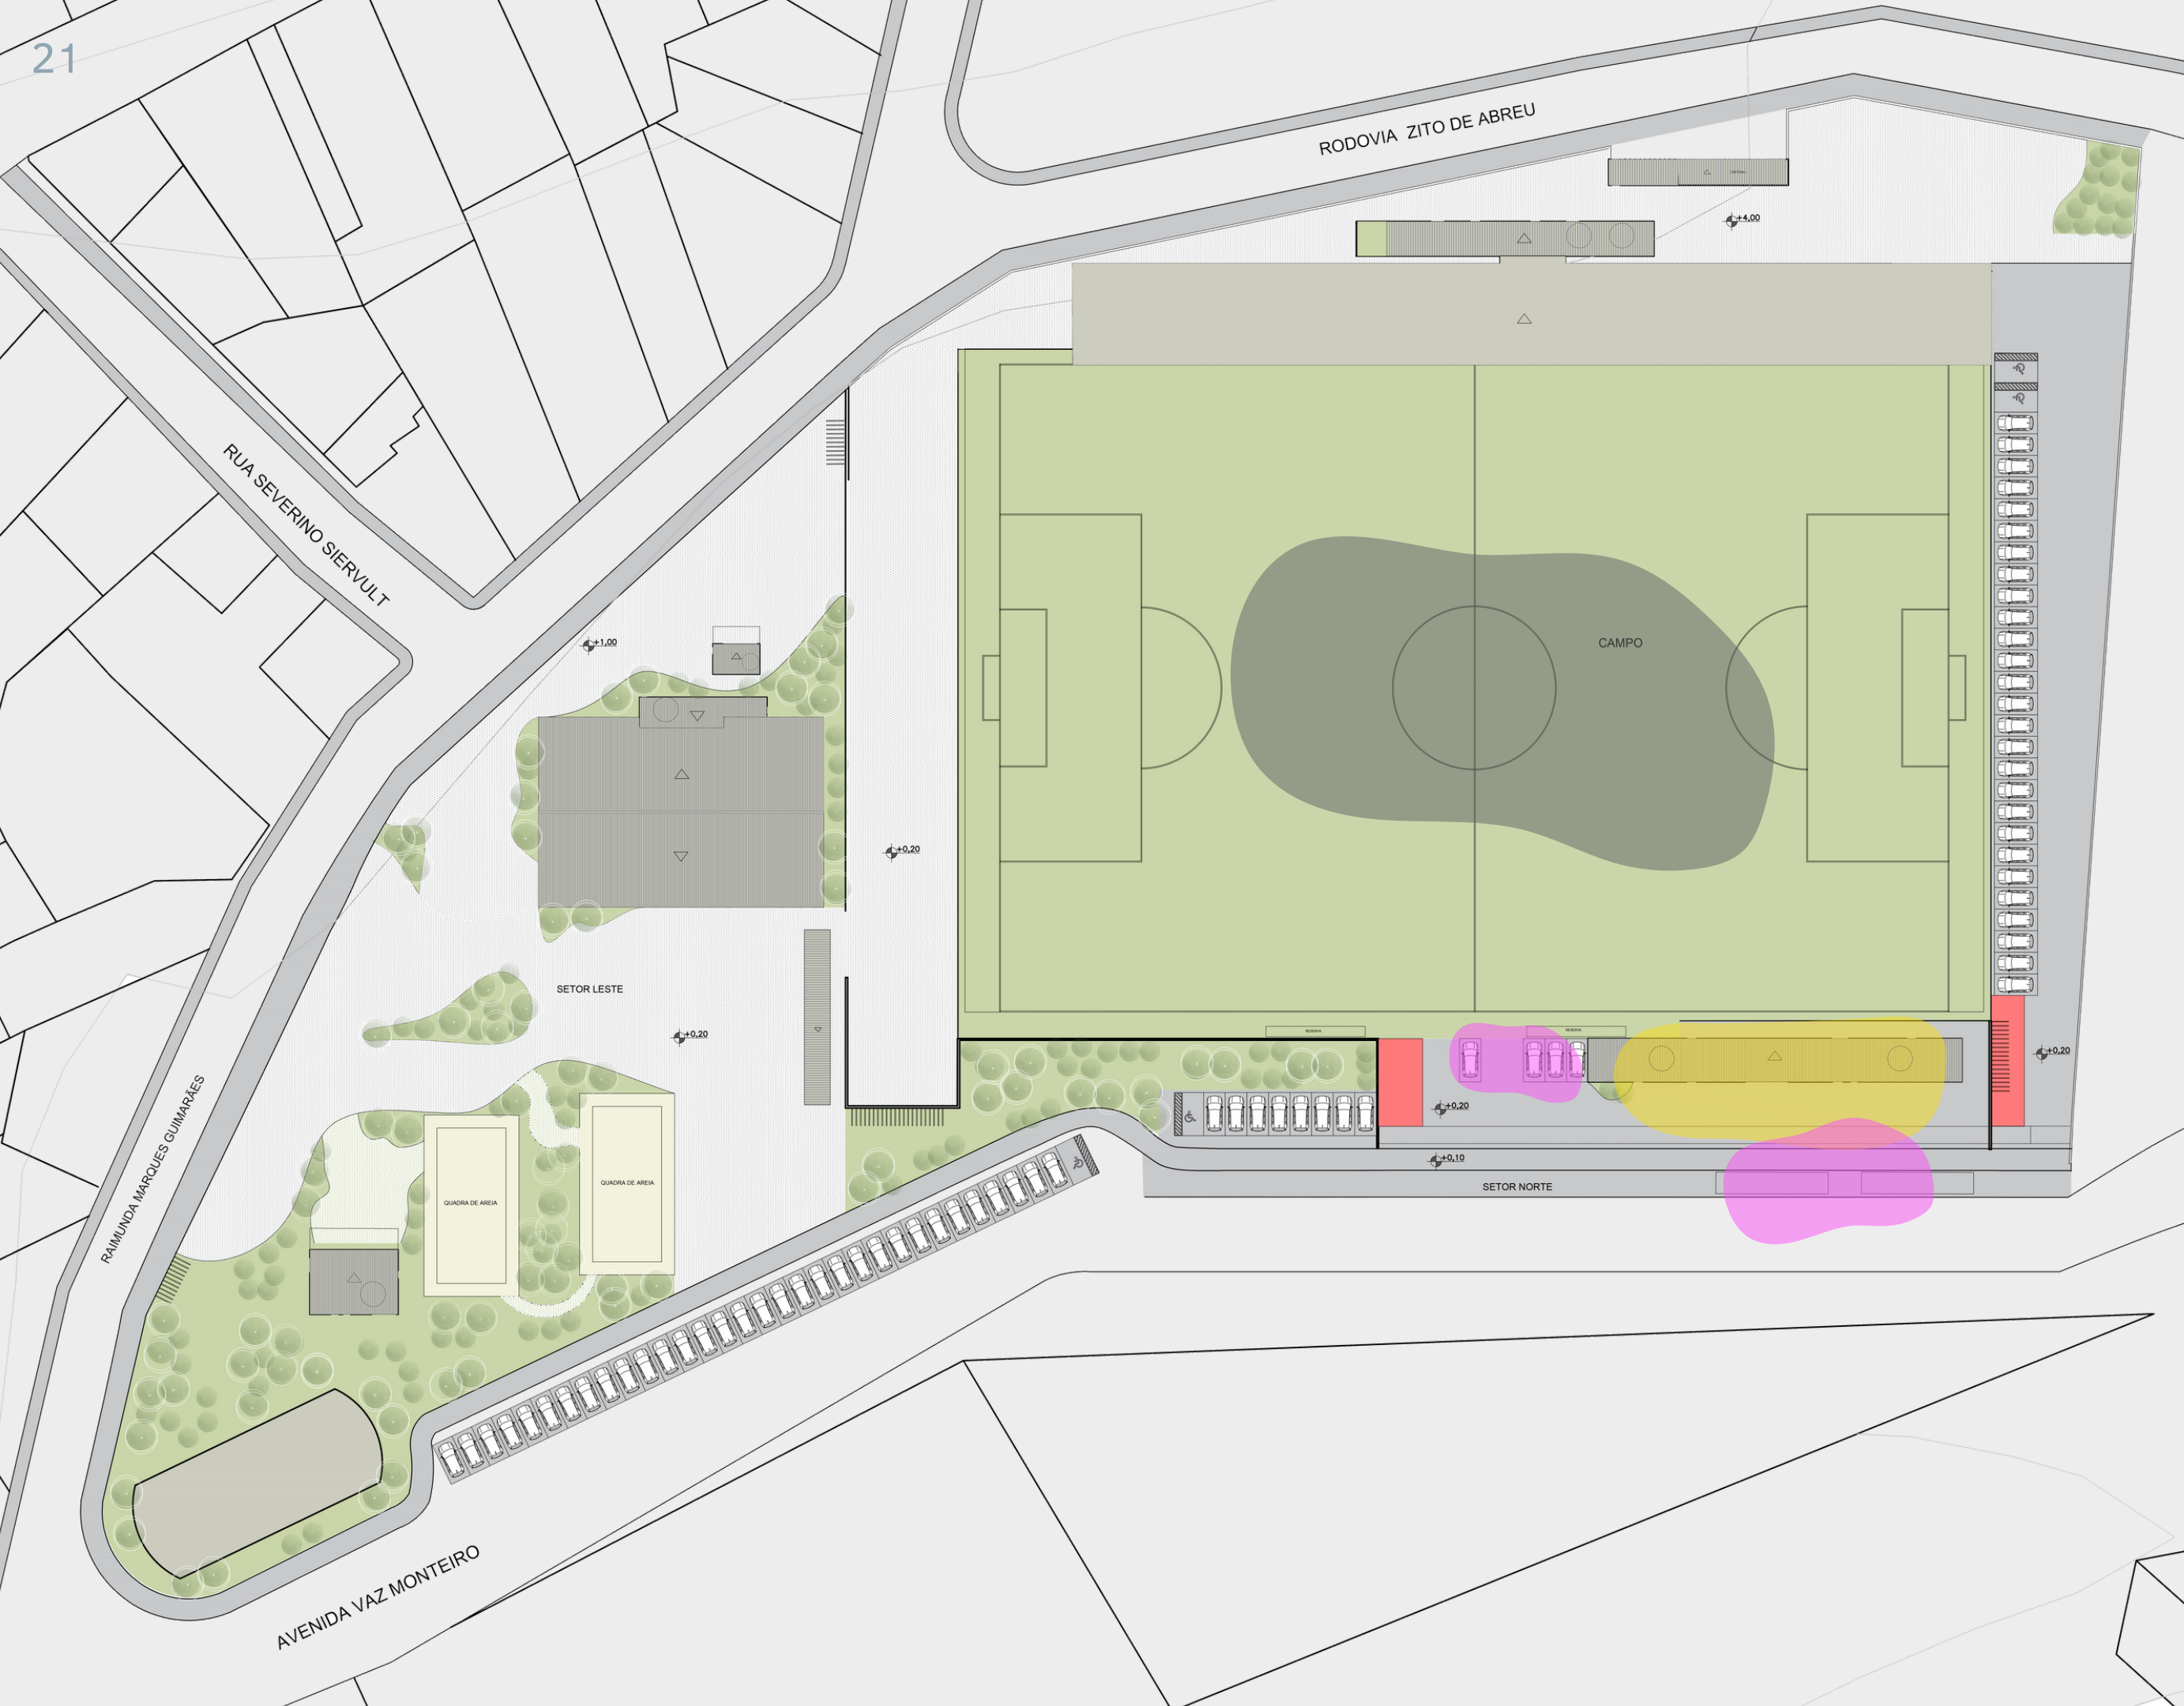 21
RODOVIA ZITO DE ABREU
+4,00
RUA SEVERINO SIERVULT
+1,00
CAMPO
+0,20
SETOR LESTE
+0,20
RESERVA
RESERVA
+0,20
+0,20
+0,10
SETOR NORTE
QUADRA DE AREIA
QUADRA DE AREIA
RAIMUNDA MARQUES GUIMARÃES
AVENIDA VAZ MONTEIRO